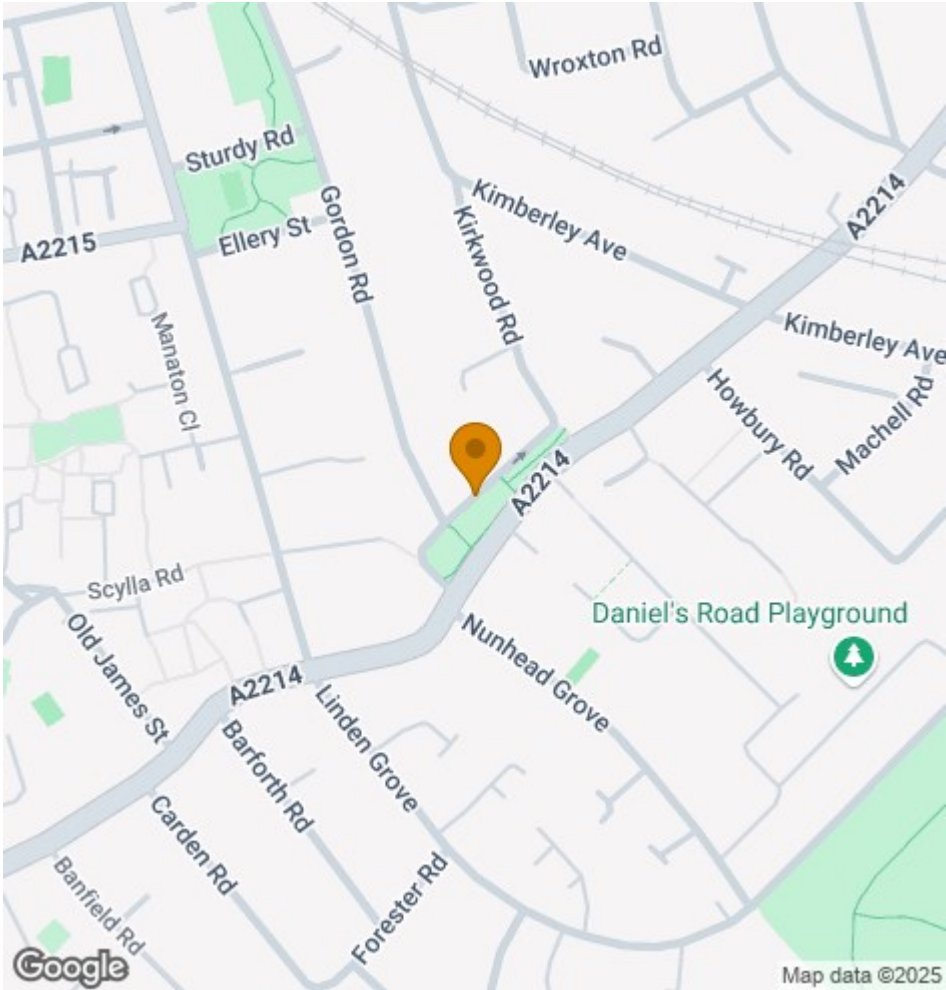 Wroxton Rd
Sturdy Rd
A2214
Gordon Rd
Kimberley Ave
Kirkwood Rd
Ellery St
A2215
Manaton Cl
Kimberley Ave
Howbury Rd
Machell Rd
A2214
Scylla Rd
Daniel's Road Playground
Old James St
Nunhead Grove
A2214
Linden Grove
Barforth Rd
Carden Rd
Forester Rd
Banfield Rd
Google
Map data ©2025